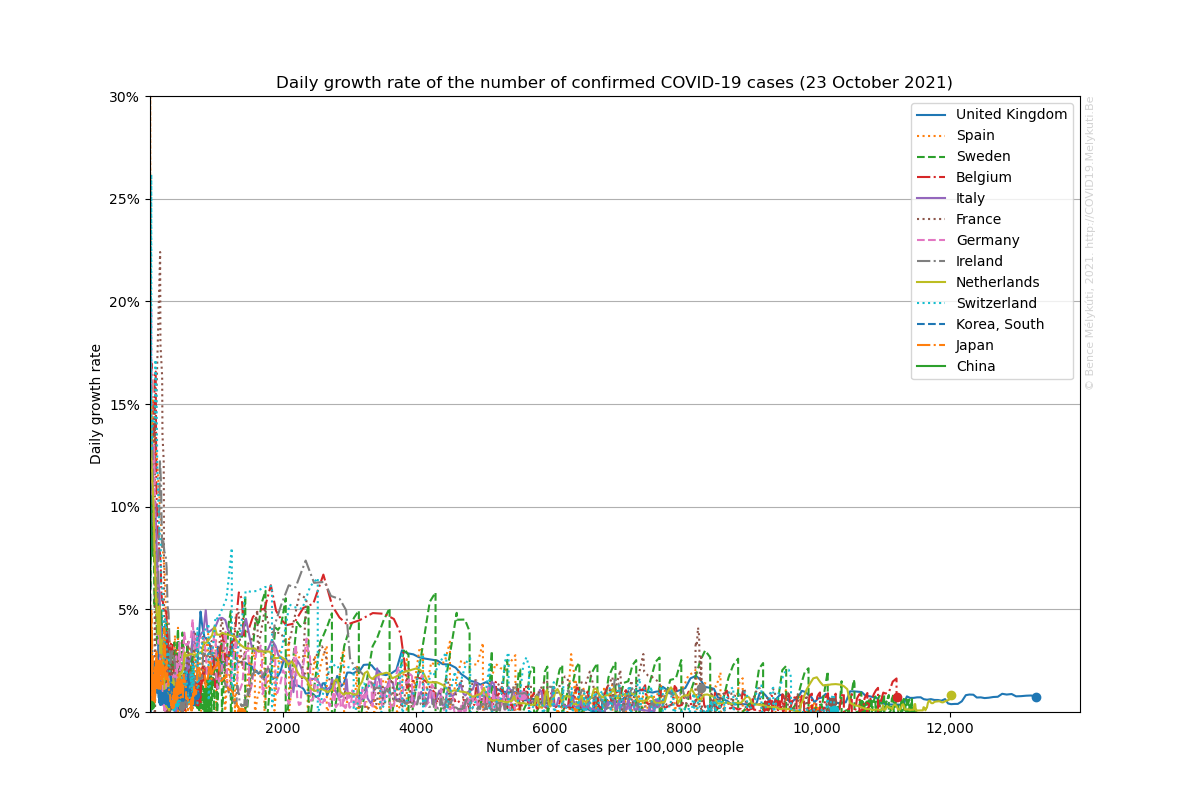 Daily growth rate of the number of confirmed COVID-19 cases (23 October 2021)
30%
25%
20%
15%
10%
5%
0%
Daily growth rate
2000
4000
6000
8000
10,000
12,000
Number of cases per 100,000 people
United Kingdom
Spain
Sweden
Belgium
Italy
France
Germany
Ireland
Netherlands
Switzerland
Korea, South
Japan
China
© Bence Mélykúti, 2021 http://COVID19.Melykuti.Be